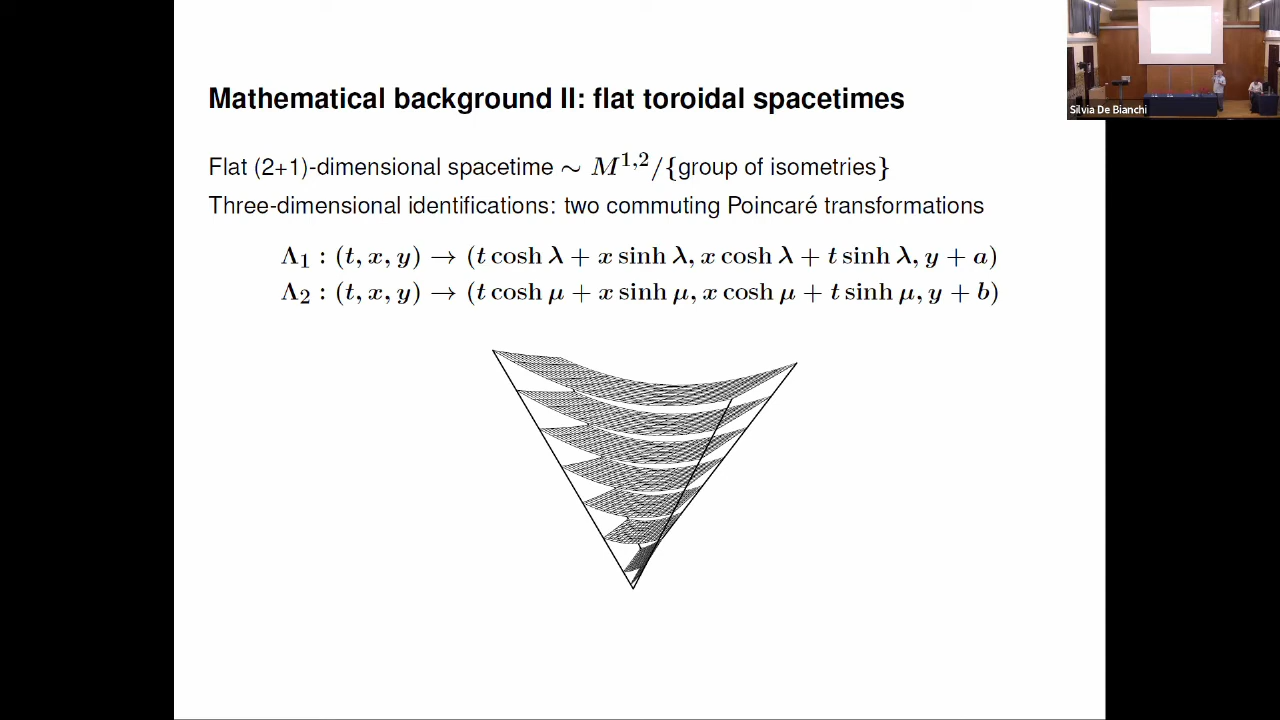 Mathematical background II: flat toroidal spacetimes
Flat (2+1)-dimensional spacetime ∼ M^{1,2}/{group of isometries}
Three-dimensional identifications: two commuting Poincaré transformations
Λ₁ : (t, x, y) → (t cosh λ + x sinh λ, x cosh λ + t sinh λ, y + a)
Λ₂ : (t, x, y) → (t cosh μ + x sinh μ, x cosh μ + t sinh μ, y + b)
Silvia De Bianchi